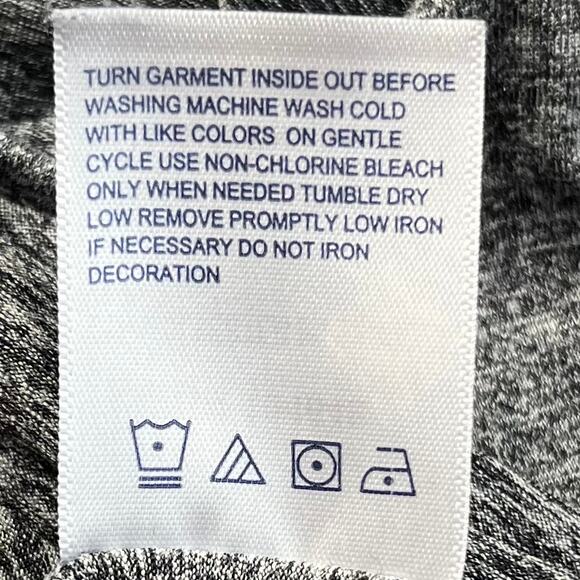 TURN GARMENT INSIDE OUT BEFORE
WASHING MACHINE WASH COLD
WITH LIKE COLORS ON GENTLE
CYCLE USE NON-CHLORINE BLEACH
ONLY WHEN NEEDED TUMBLE DRY
LOW REMOVE PROMPTLY LOW IRON
IF NECESSARY DO NOT IRON
DECORATION